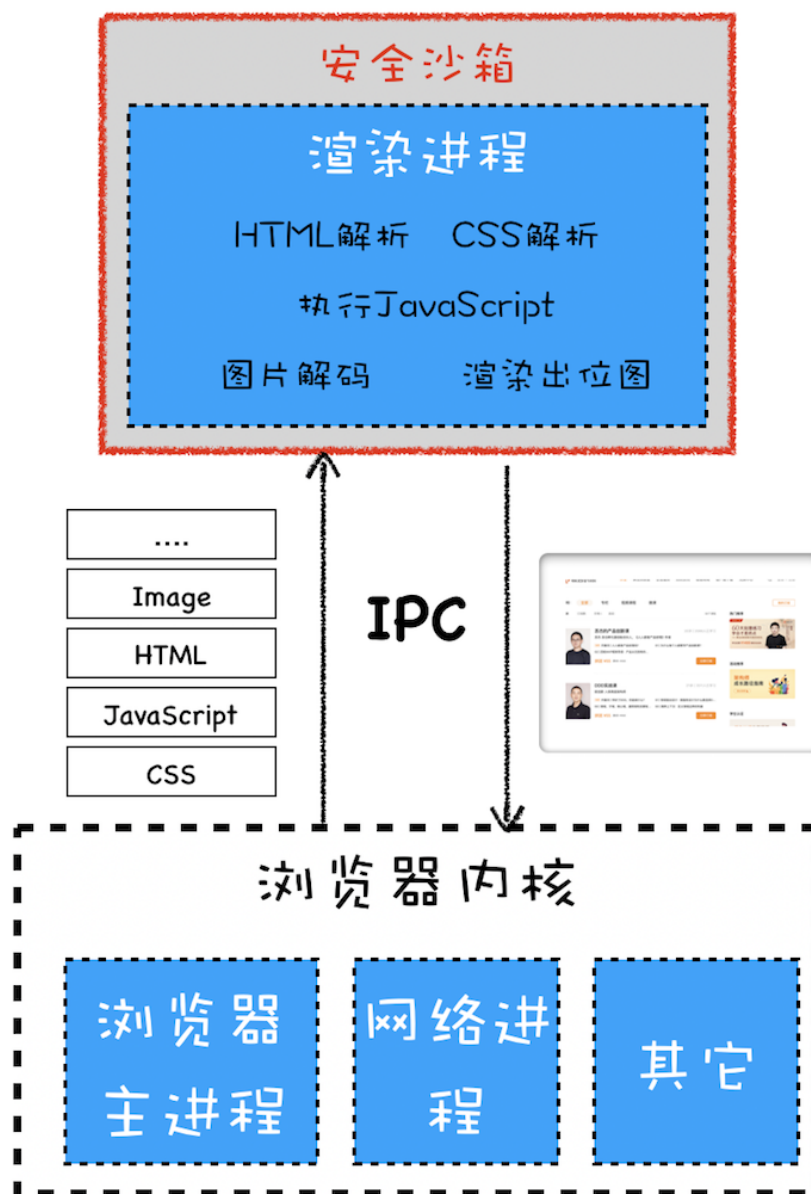 安全沙箱
渲染进程
HTML解析 CSS解析
执行JavaScript
图片解码 渲染出位图
....
Image
HTML
JavaScript
CSS
IPC
浏览器内核
浏览器
主进程
网络进
程
其它